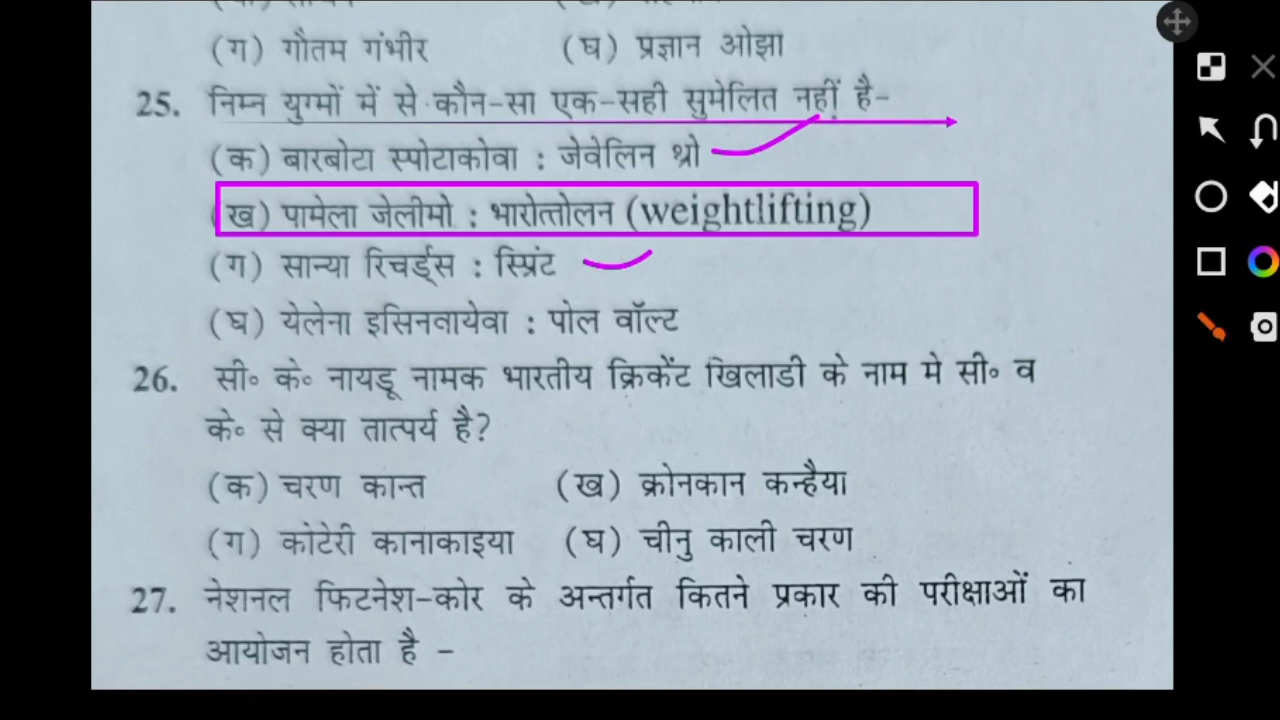 (ग) गौतम गंभीर (घ) प्रज्ञान ओझा
25. निम्न युग्मों में से कौन-सा एक-सही सुमेलित नहीं है-
(क) बारबोटा स्पोटाकोवा : जेवेलिन थ्रो
(ख) पामेला जेलीमो : भारोत्तोलन (weightlifting)
(ग) सान्या रिचर्ड्स : स्प्रिंट
(घ) येलेना इसिनवायेवा : पोल वॉल्ट
26. सी० के० नायडू नामक भारतीय क्रिकेंट खिलाडी के नाम मे सी० व
के० से क्या तात्पर्य है?
(क) चरण कान्त (ख) क्रोनकान कन्हैया
(ग) कोटेरी कानाकाइया (घ) चीनु काली चरण
27. नेशनल फिटनेश-कोर के अन्तर्गत कितने प्रकार की परीक्षाओं का
आयोजन होता है -